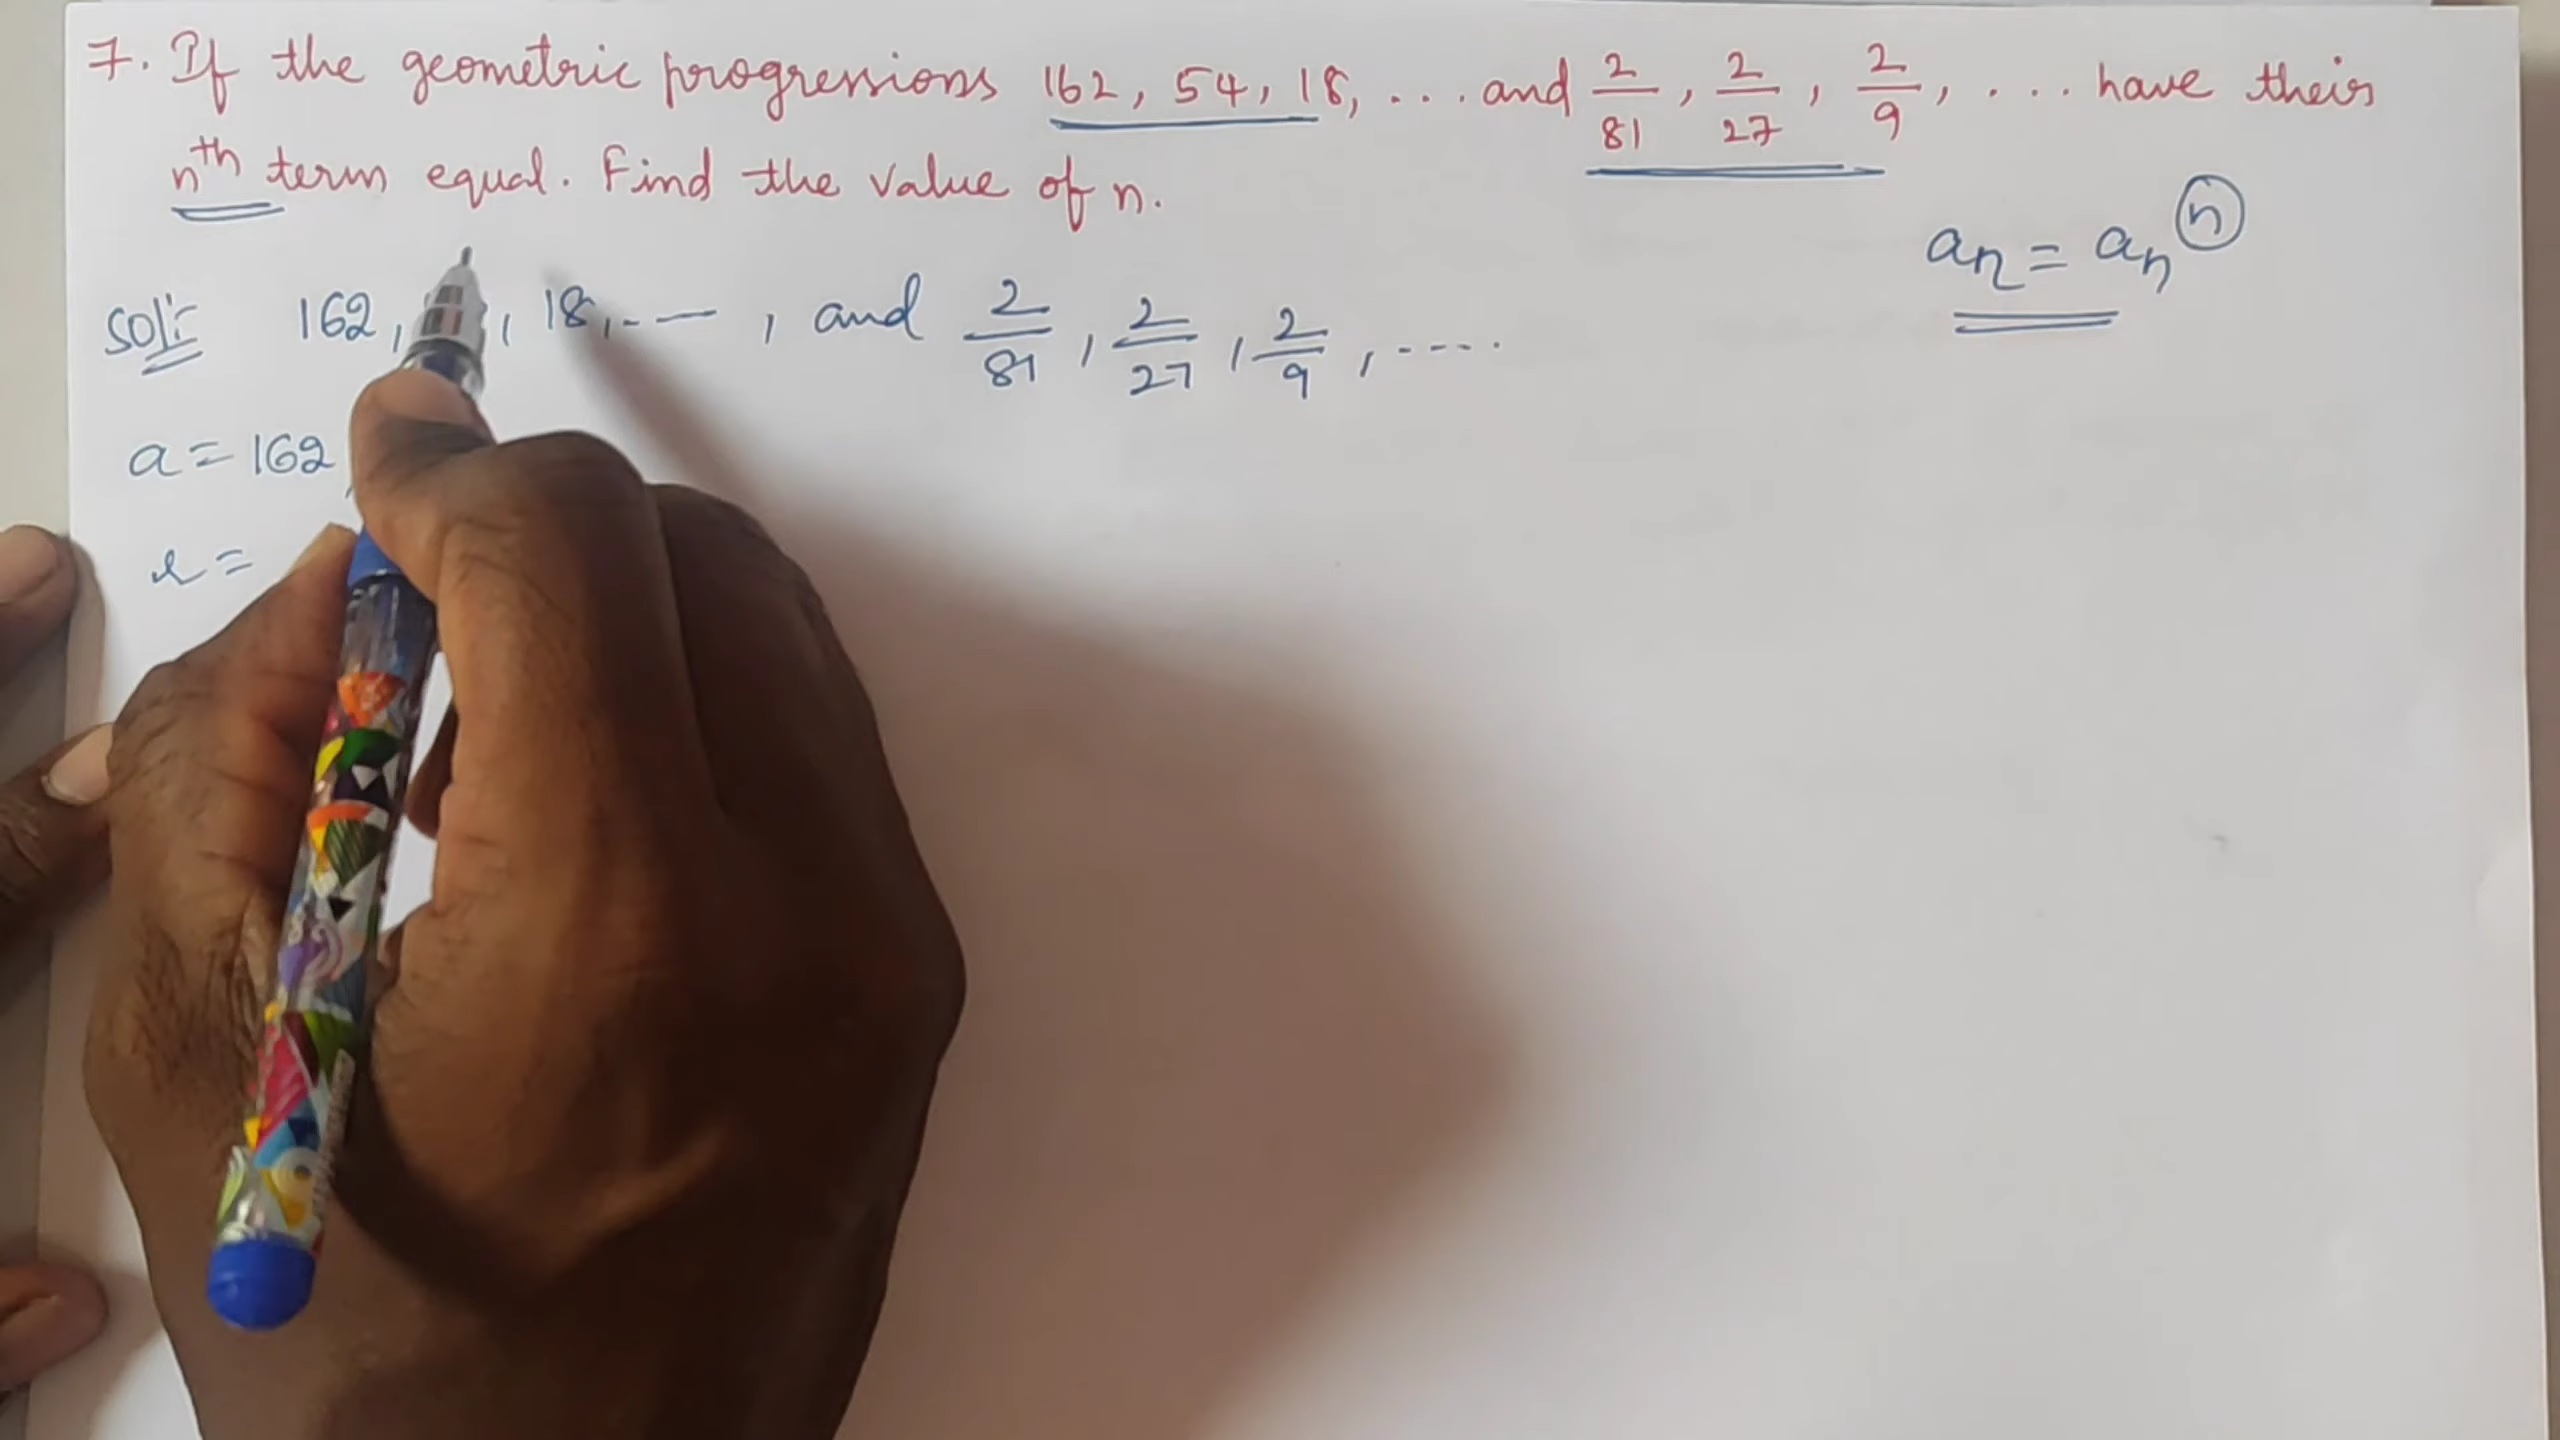 7. If the geometric progressions 162, 54, 18, ... and 2/81, 2/27, 2/9, .... have their
nth term equal. Find the value of n.
an = an n
Sol:- 162, , 18, - - —, and 2/81, 2/27, 2/9, ----.
a = 162
r =